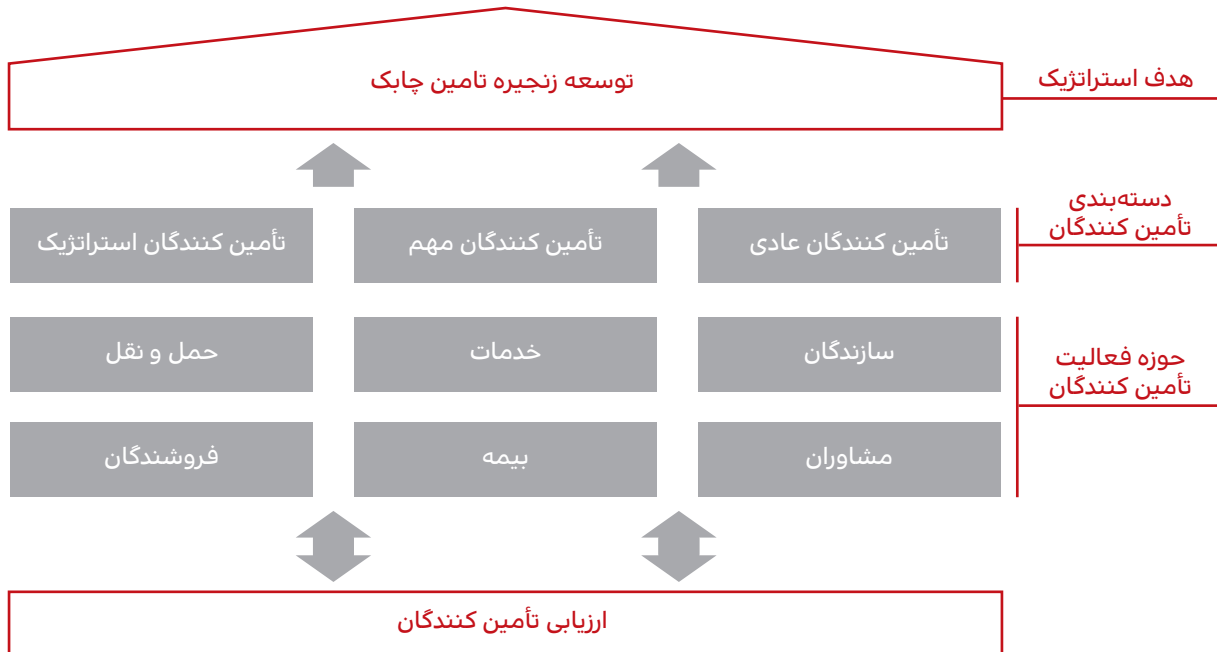 توسعه زنجیره تامین چابک
هدف استراتژیک
دسته‌بندی
تأمین کنندگان
تأمین کنندگان عادی
تأمین کنندگان مهم
تأمین کنندگان استراتژیک
حوزه فعالیت
تأمین کنندگان
سازندگان
خدمات
حمل و نقل
مشاوران
بیمه
فروشندگان
ارزیابی تأمین کنندگان